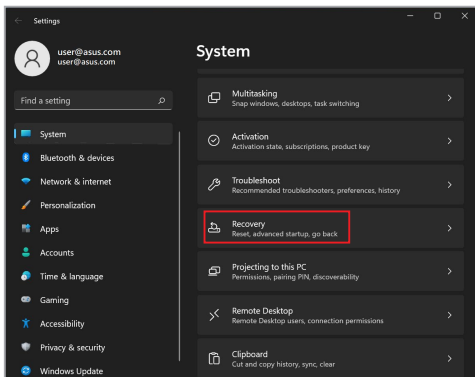 Settings
user@asus.com
user@asus.com
Find a setting
System
Bluetooth & devices
Network & internet
Personalization
Apps
Accounts
Time & language
Gaming
Accessibility
Privacy & security
Windows Update
System
Multitasking
Snap windows, desktops, task switching
Activation
Activation state, subscriptions, product key
Troubleshoot
Recommended troubleshooters, preferences, history
Recovery
Reset, advanced startup, go back
Projecting to this PC
Permissions, pairing PIN, discoverability
Remote Desktop
Remote Desktop users, connection permissions
Clipboard
Cut and copy history, sync, clear